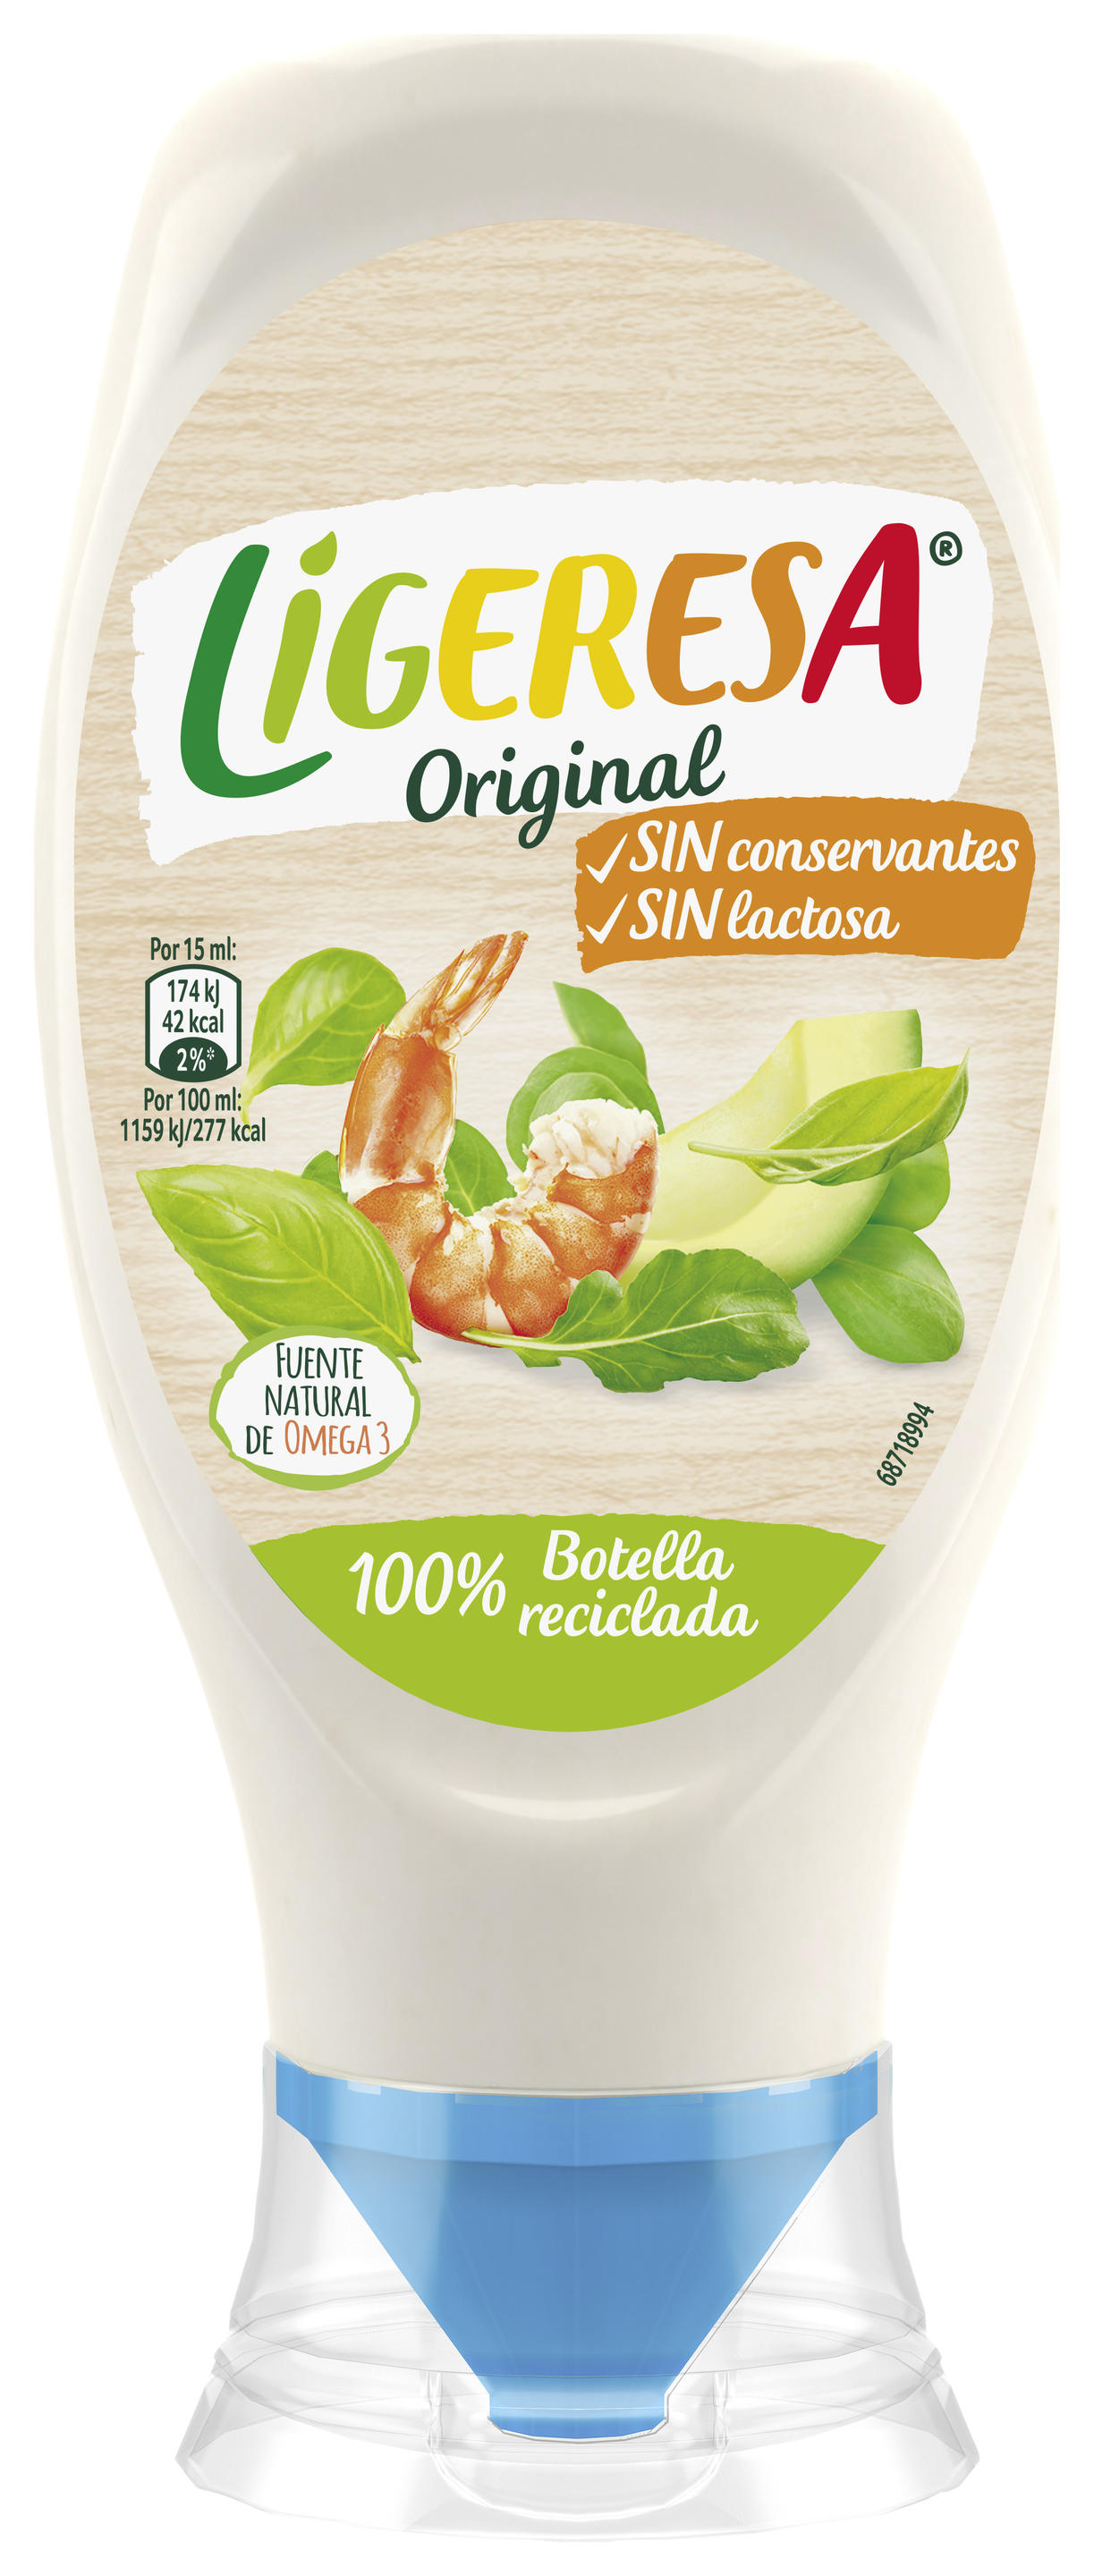 LiGERESA®
Original
✓SIN conservantes
✓SIN lactosa
Por 15 ml:
174 kJ
42 kcal
2%*
Por 100 ml:
1159 kJ/277 kcal
FUENTE
NATURAL
DE OMEGA 3
68718994
100% Botella
reciclada